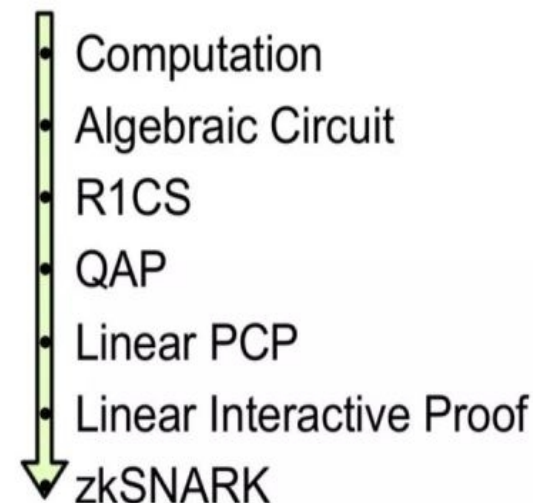 Computation
Algebraic Circuit
R1CS
QAP
Linear PCP
Linear Interactive Proof
zkSNARK